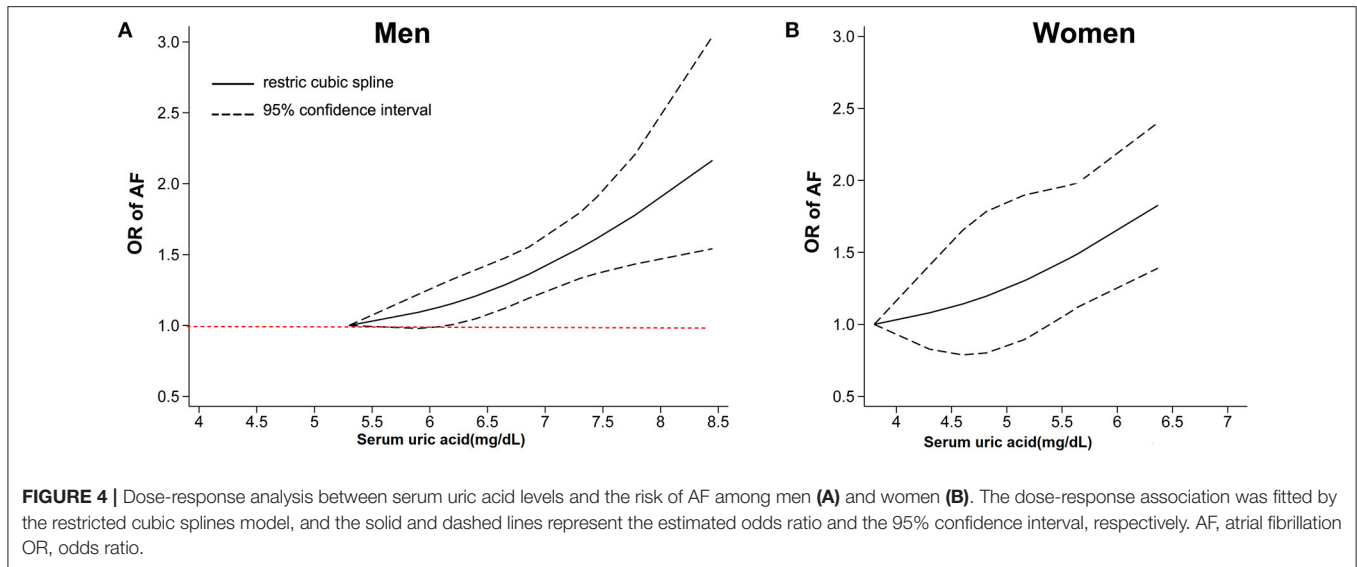 A
Men
3.0
2.5
2.0
1.5
1.0
0.5
OR of AF
restric cubic spline
95% confidence interval
4 4.5 5 5.5 6 6.5 7 7.5 8 8.5
Serum uric acid(mg/dL)
B
Women
3.0
2.5
2.0
1.5
1.0
0.5
OR of AF
4 4.5 5 5.5 6 6.5 7
Serum uric acid(mg/dL)
FIGURE 4 | Dose-response analysis between serum uric acid levels and the risk of AF among men (A) and women (B). The dose-response association was fitted by
the restricted cubic splines model, and the solid and dashed lines represent the estimated odds ratio and the 95% confidence interval, respectively. AF, atrial fibrillation
OR, odds ratio.